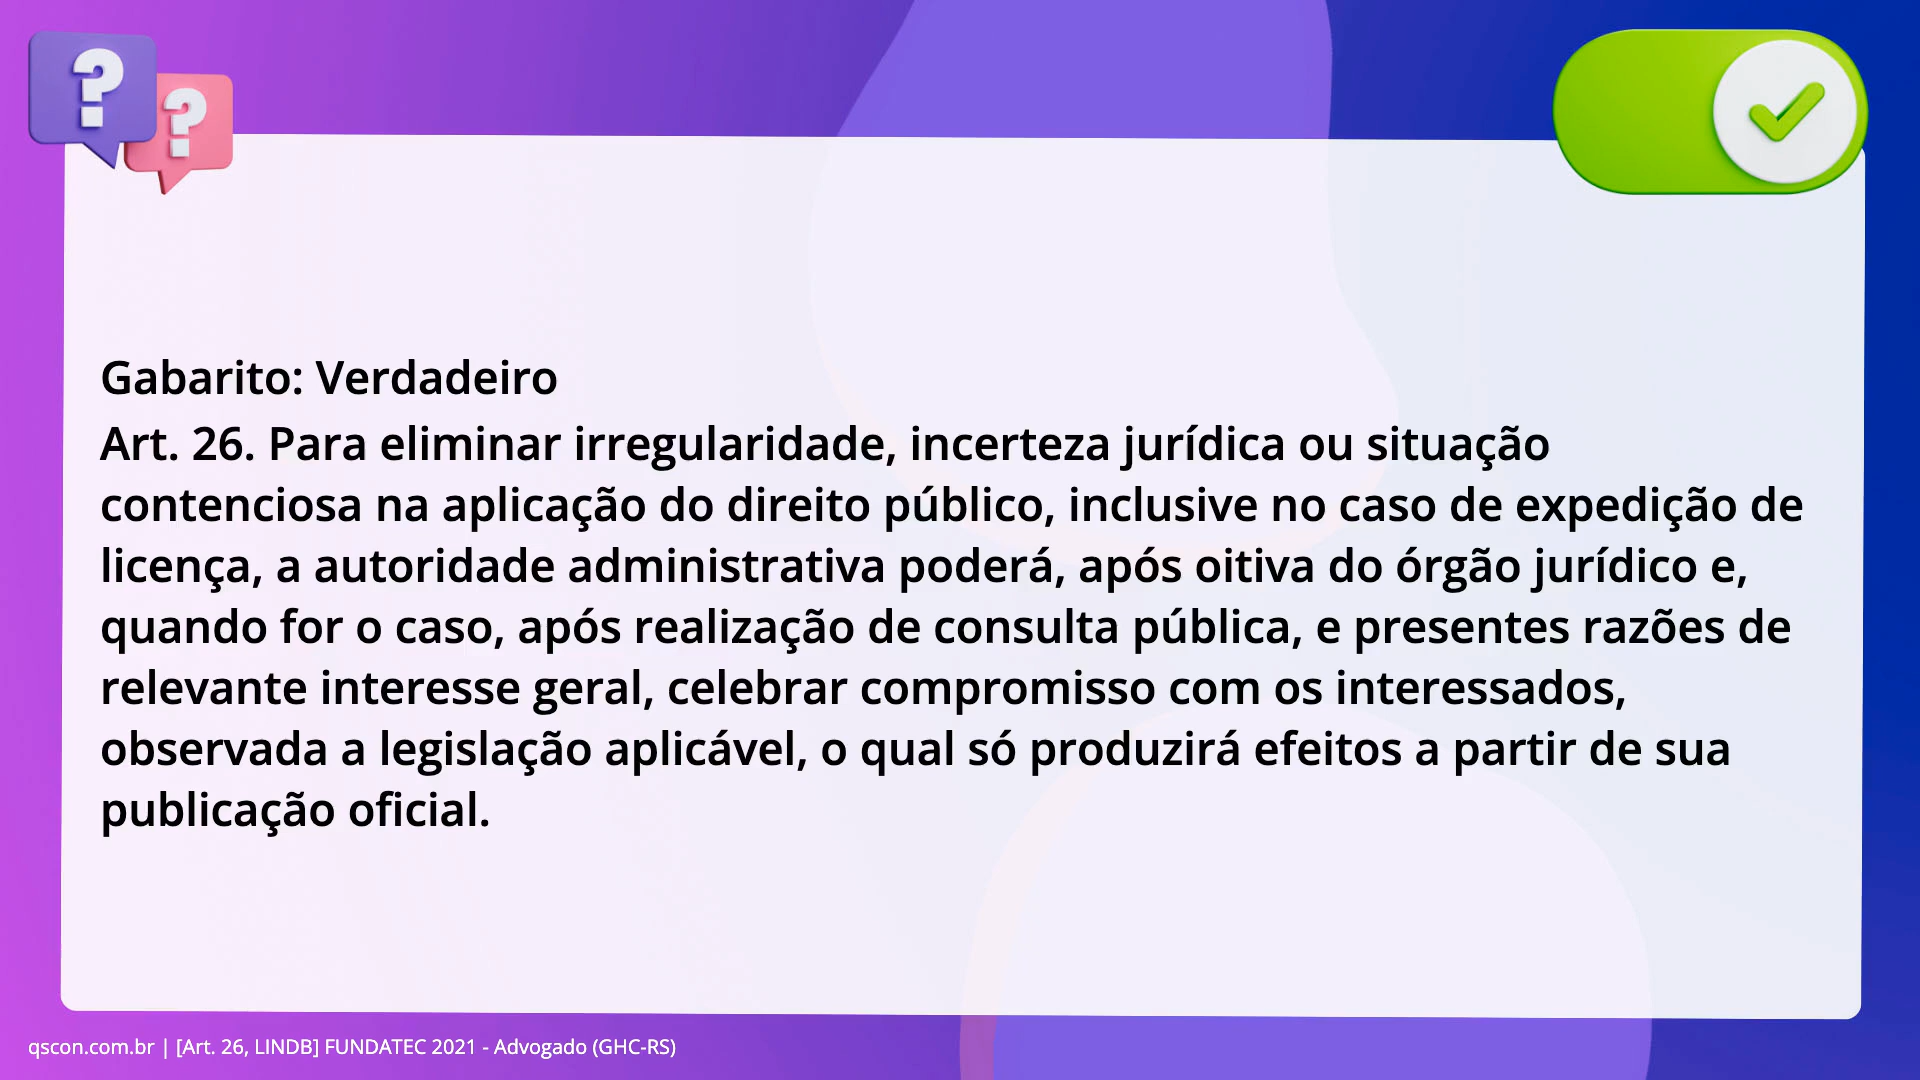 ? ?
Gabarito: Verdadeiro
Art. 26. Para eliminar irregularidade, incerteza jurídica ou situação
contenciosa na aplicação do direito público, inclusive no caso de expedição de
licença, a autoridade administrativa poderá, após oitiva do órgão jurídico e,
quando for o caso, após realização de consulta pública, e presentes razões de
relevante interesse geral, celebrar compromisso com os interessados,
observada a legislação aplicável, o qual só produzirá efeitos a partir de sua
publicação oficial.
qscon.com.br | [Art. 26, LINDB] FUNDATEC 2021 - Advogado (GHC-RS)